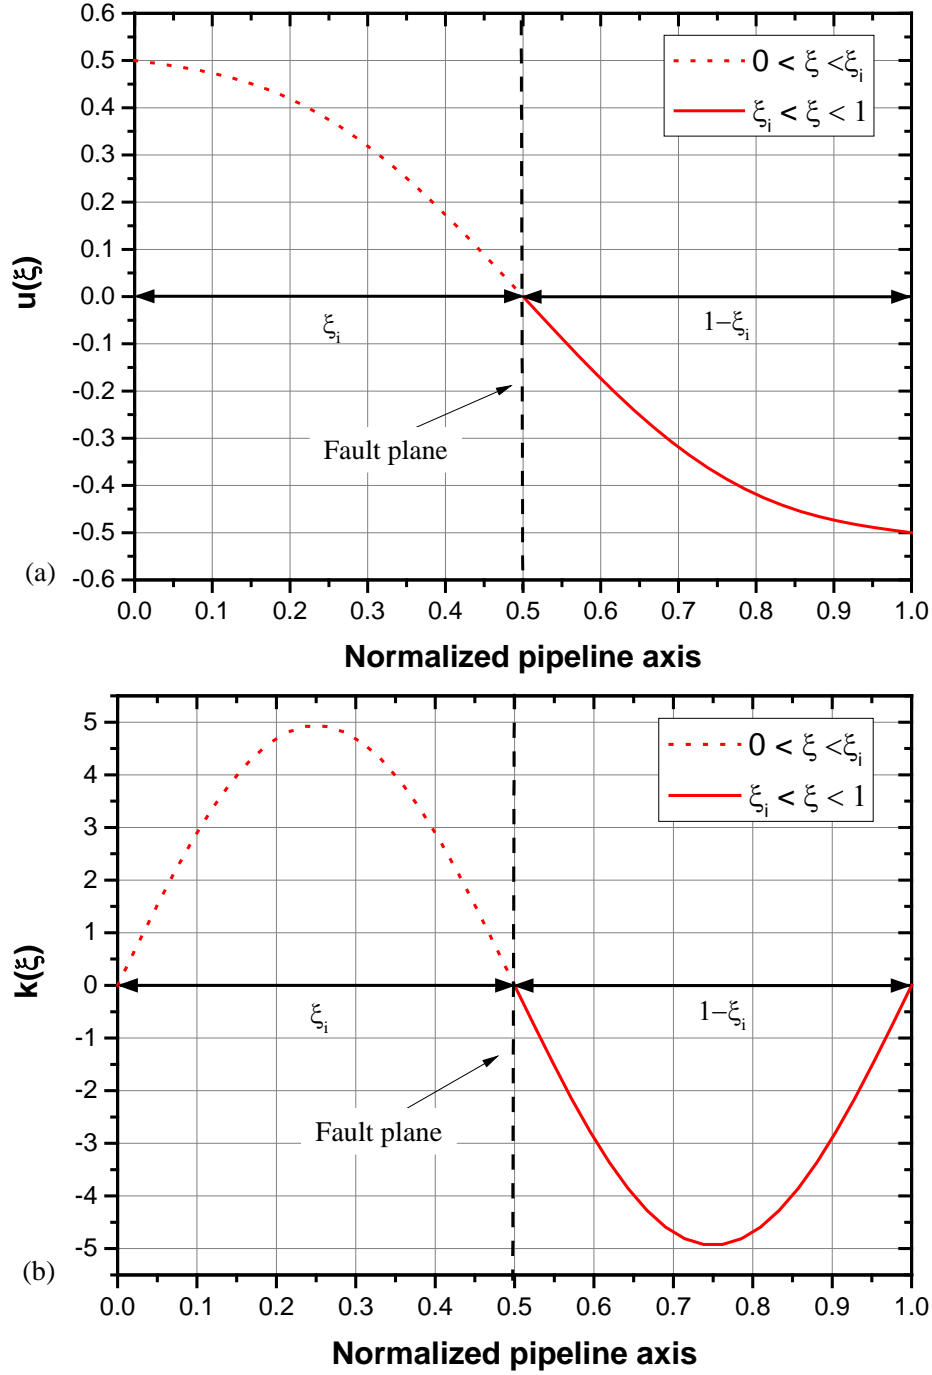 0.6
0.5
0.4
0.3
0.2
0.1
0.0
-0.1
-0.2
-0.3
-0.4
-0.5
-0.6
u(ξ)
0 < ξ <ξi
ξi < ξ < 1
ξi
1−ξi
Fault plane
(a)
0.0 0.1 0.2 0.3 0.4 0.5 0.6 0.7 0.8 0.9 1.0
Normalized pipeline axis
5
4
3
2
1
0
-1
-2
-3
-4
-5
k(ξ)
0 < ξ <ξi
ξi < ξ < 1
ξi
1−ξi
Fault plane
(b)
0.0 0.1 0.2 0.3 0.4 0.5 0.6 0.7 0.8 0.9 1.0
Normalized pipeline axis